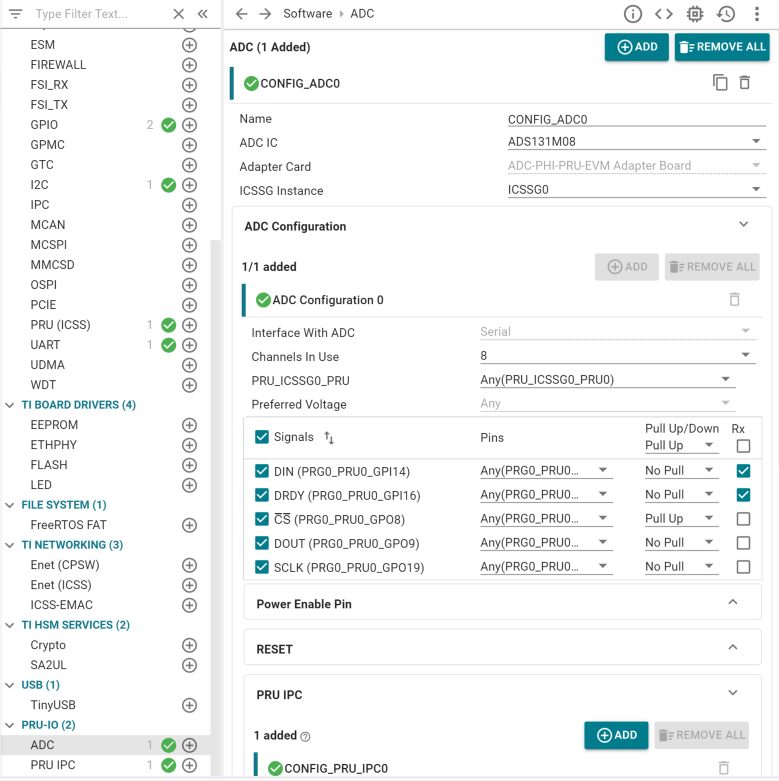 Type Filter Text...
ESM
FIREWALL
FSI_RX
FSI_TX
GPIO 2
GPMC
GTC
I2C 1
IPC
MCAN
MCSPI
MMCSD
OSPI
PCIE
PRU (ICSS) 1
UART 1
UDMA
WDT
TI BOARD DRIVERS (4)
EEPROM
ETHPHY
FLASH
LED
FILE SYSTEM (1)
FreeRTOS FAT
TI NETWORKING (3)
Enet (CPSW)
Enet (ICSS)
ICSS-EMAC
TI HSM SERVICES (2)
Crypto
SA2UL
USB (1)
TinyUSB
PRU-IO (2)
ADC 1
PRU IPC 1
Software › ADC
ADC (1 Added) ADD REMOVE ALL
CONFIG_ADC0
Name CONFIG_ADC0
ADC IC ADS131M08
Adapter Card ADC-PHI-PRU-EVM Adapter Board
ICSSG Instance ICSSG0
ADC Configuration
1/1 added ADD REMOVE ALL
ADC Configuration 0
Interface With ADC Serial
Channels In Use 8
PRU_ICSSG0_PRU Any(PRU_ICSSG0_PRU0)
Preferred Voltage Any
Signals Pins Pull Up/Down Rx
Pull Up
DIN (PRG0_PRU0_GPI14) Any(PRG0_PRU0... No Pull
DRDY (PRG0_PRU0_GPI16) Any(PRG0_PRU0... No Pull
C̅S̅ (PRG0_PRU0_GPO8) Any(PRG0_PRU0... Pull Up
DOUT (PRG0_PRU0_GPO9) Any(PRG0_PRU0... No Pull
SCLK (PRG0_PRU0_GPO19) Any(PRG0_PRU0... No Pull
Power Enable Pin
RESET
PRU IPC
1 added ADD REMOVE ALL
CONFIG_PRU_IPC0